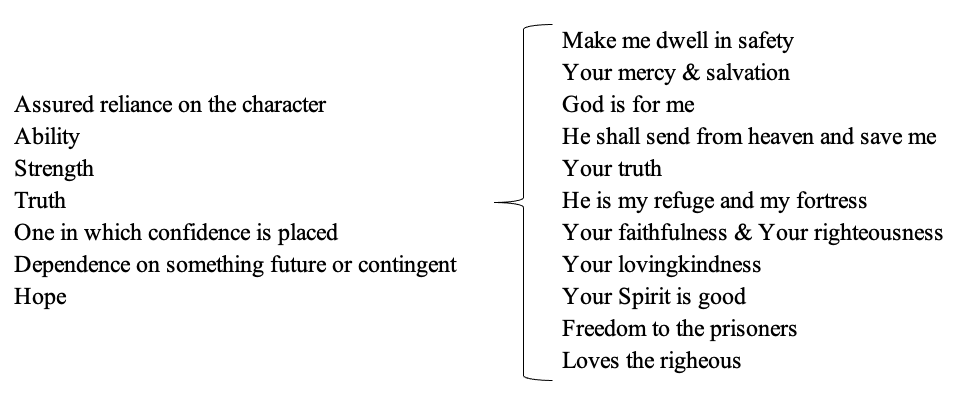 Assured reliance on the character
Ability
Strength
Truth
One in which confidence is placed
Dependence on something future or contingent
Hope
Make me dwell in safety
Your mercy & salvation
God is for me
He shall send from heaven and save me
Your truth
He is my refuge and my fortress
Your faithfulness & Your righteousness
Your lovingkindness
Your Spirit is good
Freedom to the prisoners
Loves the righeous